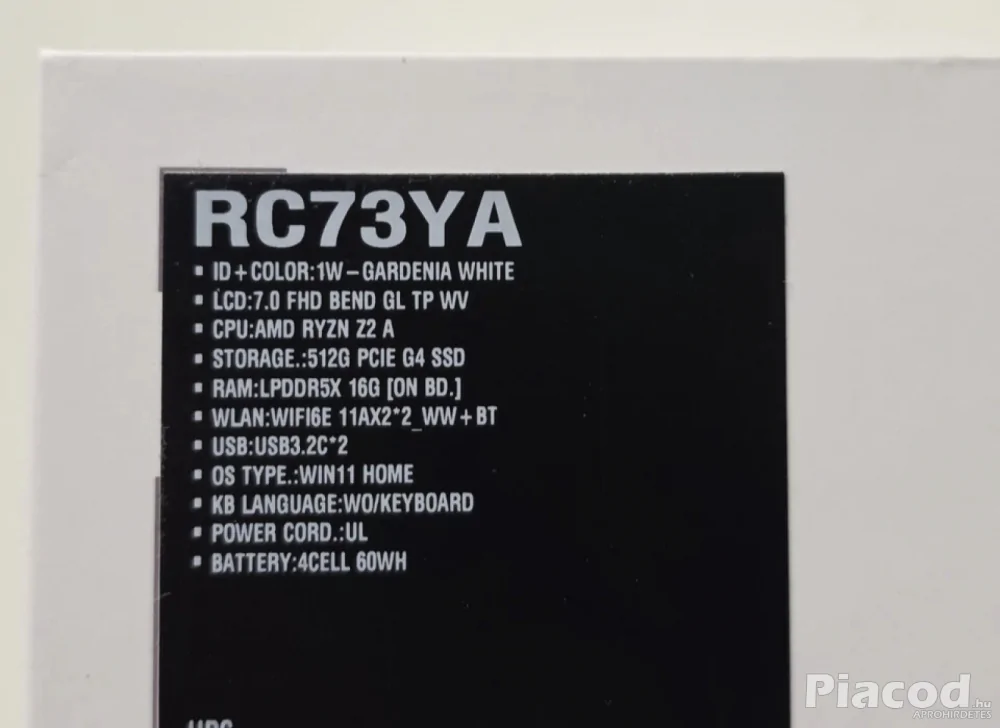 RC73YA
▪ ID+COLOR:1W-GARDENIA WHITE
▪ LCD:7.0 FHD BEND GL TP WV
▪ CPU:AMD RYZN Z2 A
▪ STORAGE.:512G PCIE G4 SSD
▪ RAM:LPDDR5X 16G [ON BD.]
▪ WLAN:WIFI6E 11AX2*2_WW+BT
▪ USB:USB3.2C*2
▪ OS TYPE.:WIN11 HOME
▪ KB LANGUAGE:WO/KEYBOARD
▪ POWER CORD.:UL
▪ BATTERY:4CELL 60WH
Piacod.hu
APRÓHIRDETÉS